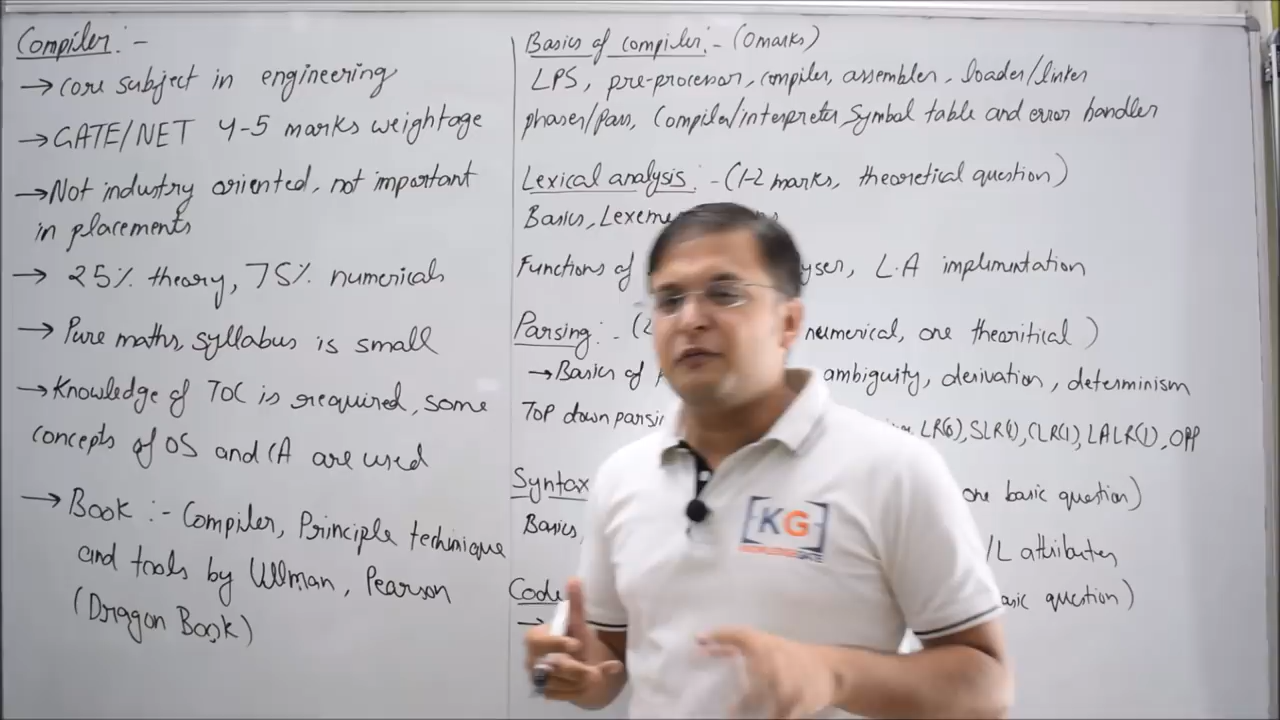 Compiler:-
→ core subject in engineering
→ GATE/NET 4-5 marks weightage
→ Not industry oriented, not important
in placements
→ 25% theory, 75% numericals
→ Pure maths, syllabus is small
→ Knowledge of TOC is required, some
concepts of OS and CA are used
→ Book:- Compiler, Principle technique
and tools by Ullman, Pearson
(Dragon Book)
Basics of compiler:- (0 marks)
LPS, pre-processor, compiler, assembler, loader/linker
phases/pass, Compiler/interpreter, Symbol table and error handler
Lexical analysis:- (1-2 marks, theoretical question)
Basics, Lexeme
Functions of yser, L.A implementation
Parsing:- (2 numerical, one theoritical)
→ Basics of ambiguity, derivation, determinism
Top down parsi LR(0), SLR(1), CLR(1), LALR(1), OPP
Syntax one basic question)
Basics, /L attributes
Code asic question)
→
KG